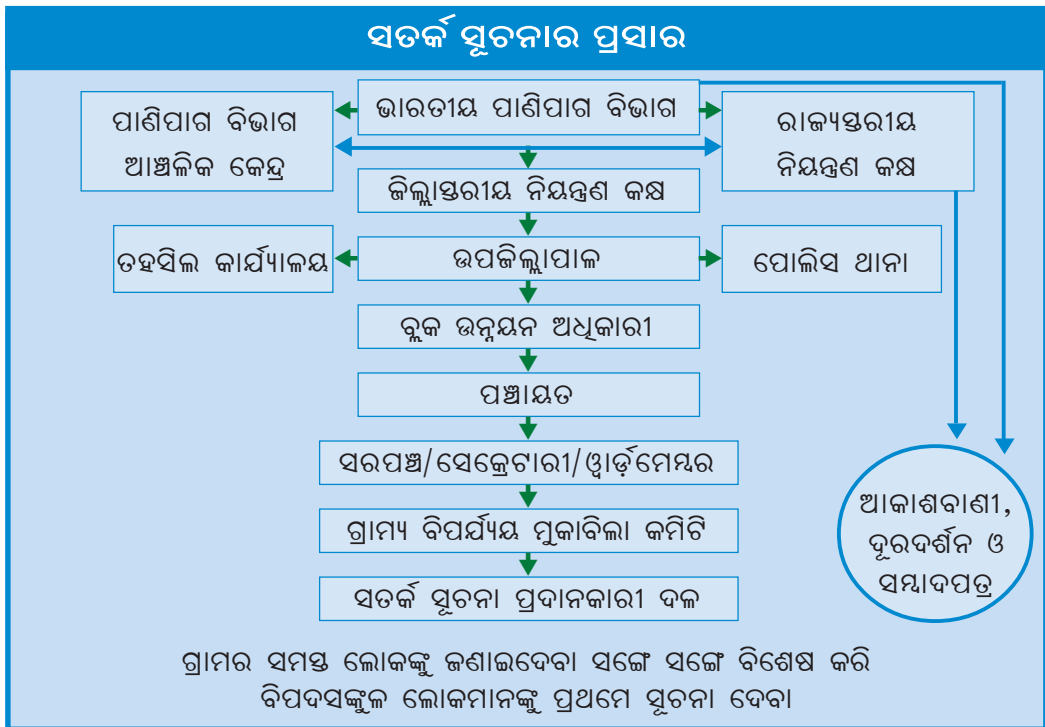 ସତର୍କ ସୂଚନାର ପ୍ରସାର
ଭାରତୀୟ ପାଣିପାଗ ବିଭାଗ
ପାଣିପାଗ ବିଭାଗ
ଆଞ୍ଚଳିକ କେନ୍ଦ୍ର
ରାଜ୍ୟସ୍ତରୀୟ
ନିୟନ୍ତ୍ରଣ କକ୍ଷ
ଜିଲ୍ଲାସ୍ତରୀୟ ନିୟନ୍ତ୍ରଣ କକ୍ଷ
ତହସିଲ କାର୍ଯ୍ୟାଳୟ
ଉପଜିଲ୍ଲାପାଳ
ପୋଲିସ ଥାନା
ବ୍ଲକ ଉନ୍ନୟନ ଅଧିକାରୀ
ପଞ୍ଚାୟତ
ସରପଞ୍ଚ/ସେକ୍ରେଟାରୀ/ୱାର୍ଡ଼ମେମ୍ବର
ଗ୍ରାମ୍ୟ ବିପର୍ଯ୍ୟୟ ମୁକାବିଲା କମିଟି
ସତର୍କ ସୂଚନା ପ୍ରଦାନକାରୀ ଦଳ
ଆକାଶବାଣୀ,
ଦୂରଦର୍ଶନ ଓ
ସମ୍ବାଦପତ୍ର
ଗ୍ରାମର ସମସ୍ତ ଲୋକଙ୍କୁ ଜଣାଇଦେବା ସଙ୍ଗେ ସଙ୍ଗେ ବିଶେଷ କରି
ବିପଦସଙ୍କୁଳ ଲୋକମାନଙ୍କୁ ପ୍ରଥମେ ସୂଚନା ଦେବା